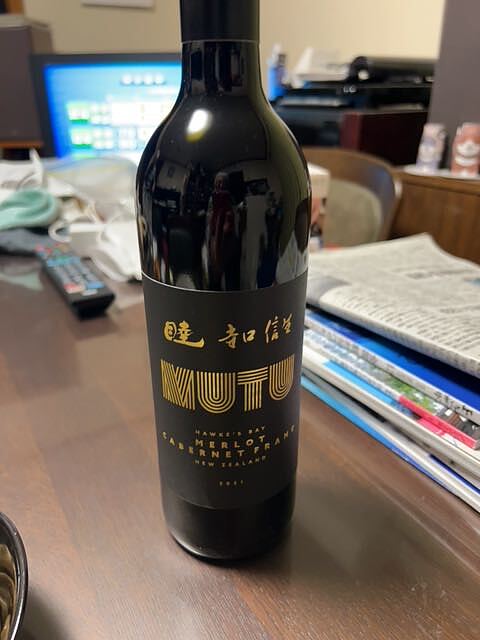 睦 寺口信生
MUTU
HAWKE'S BAY
MERLOT
CABERNET FRANC
NEW ZEALAND
2021